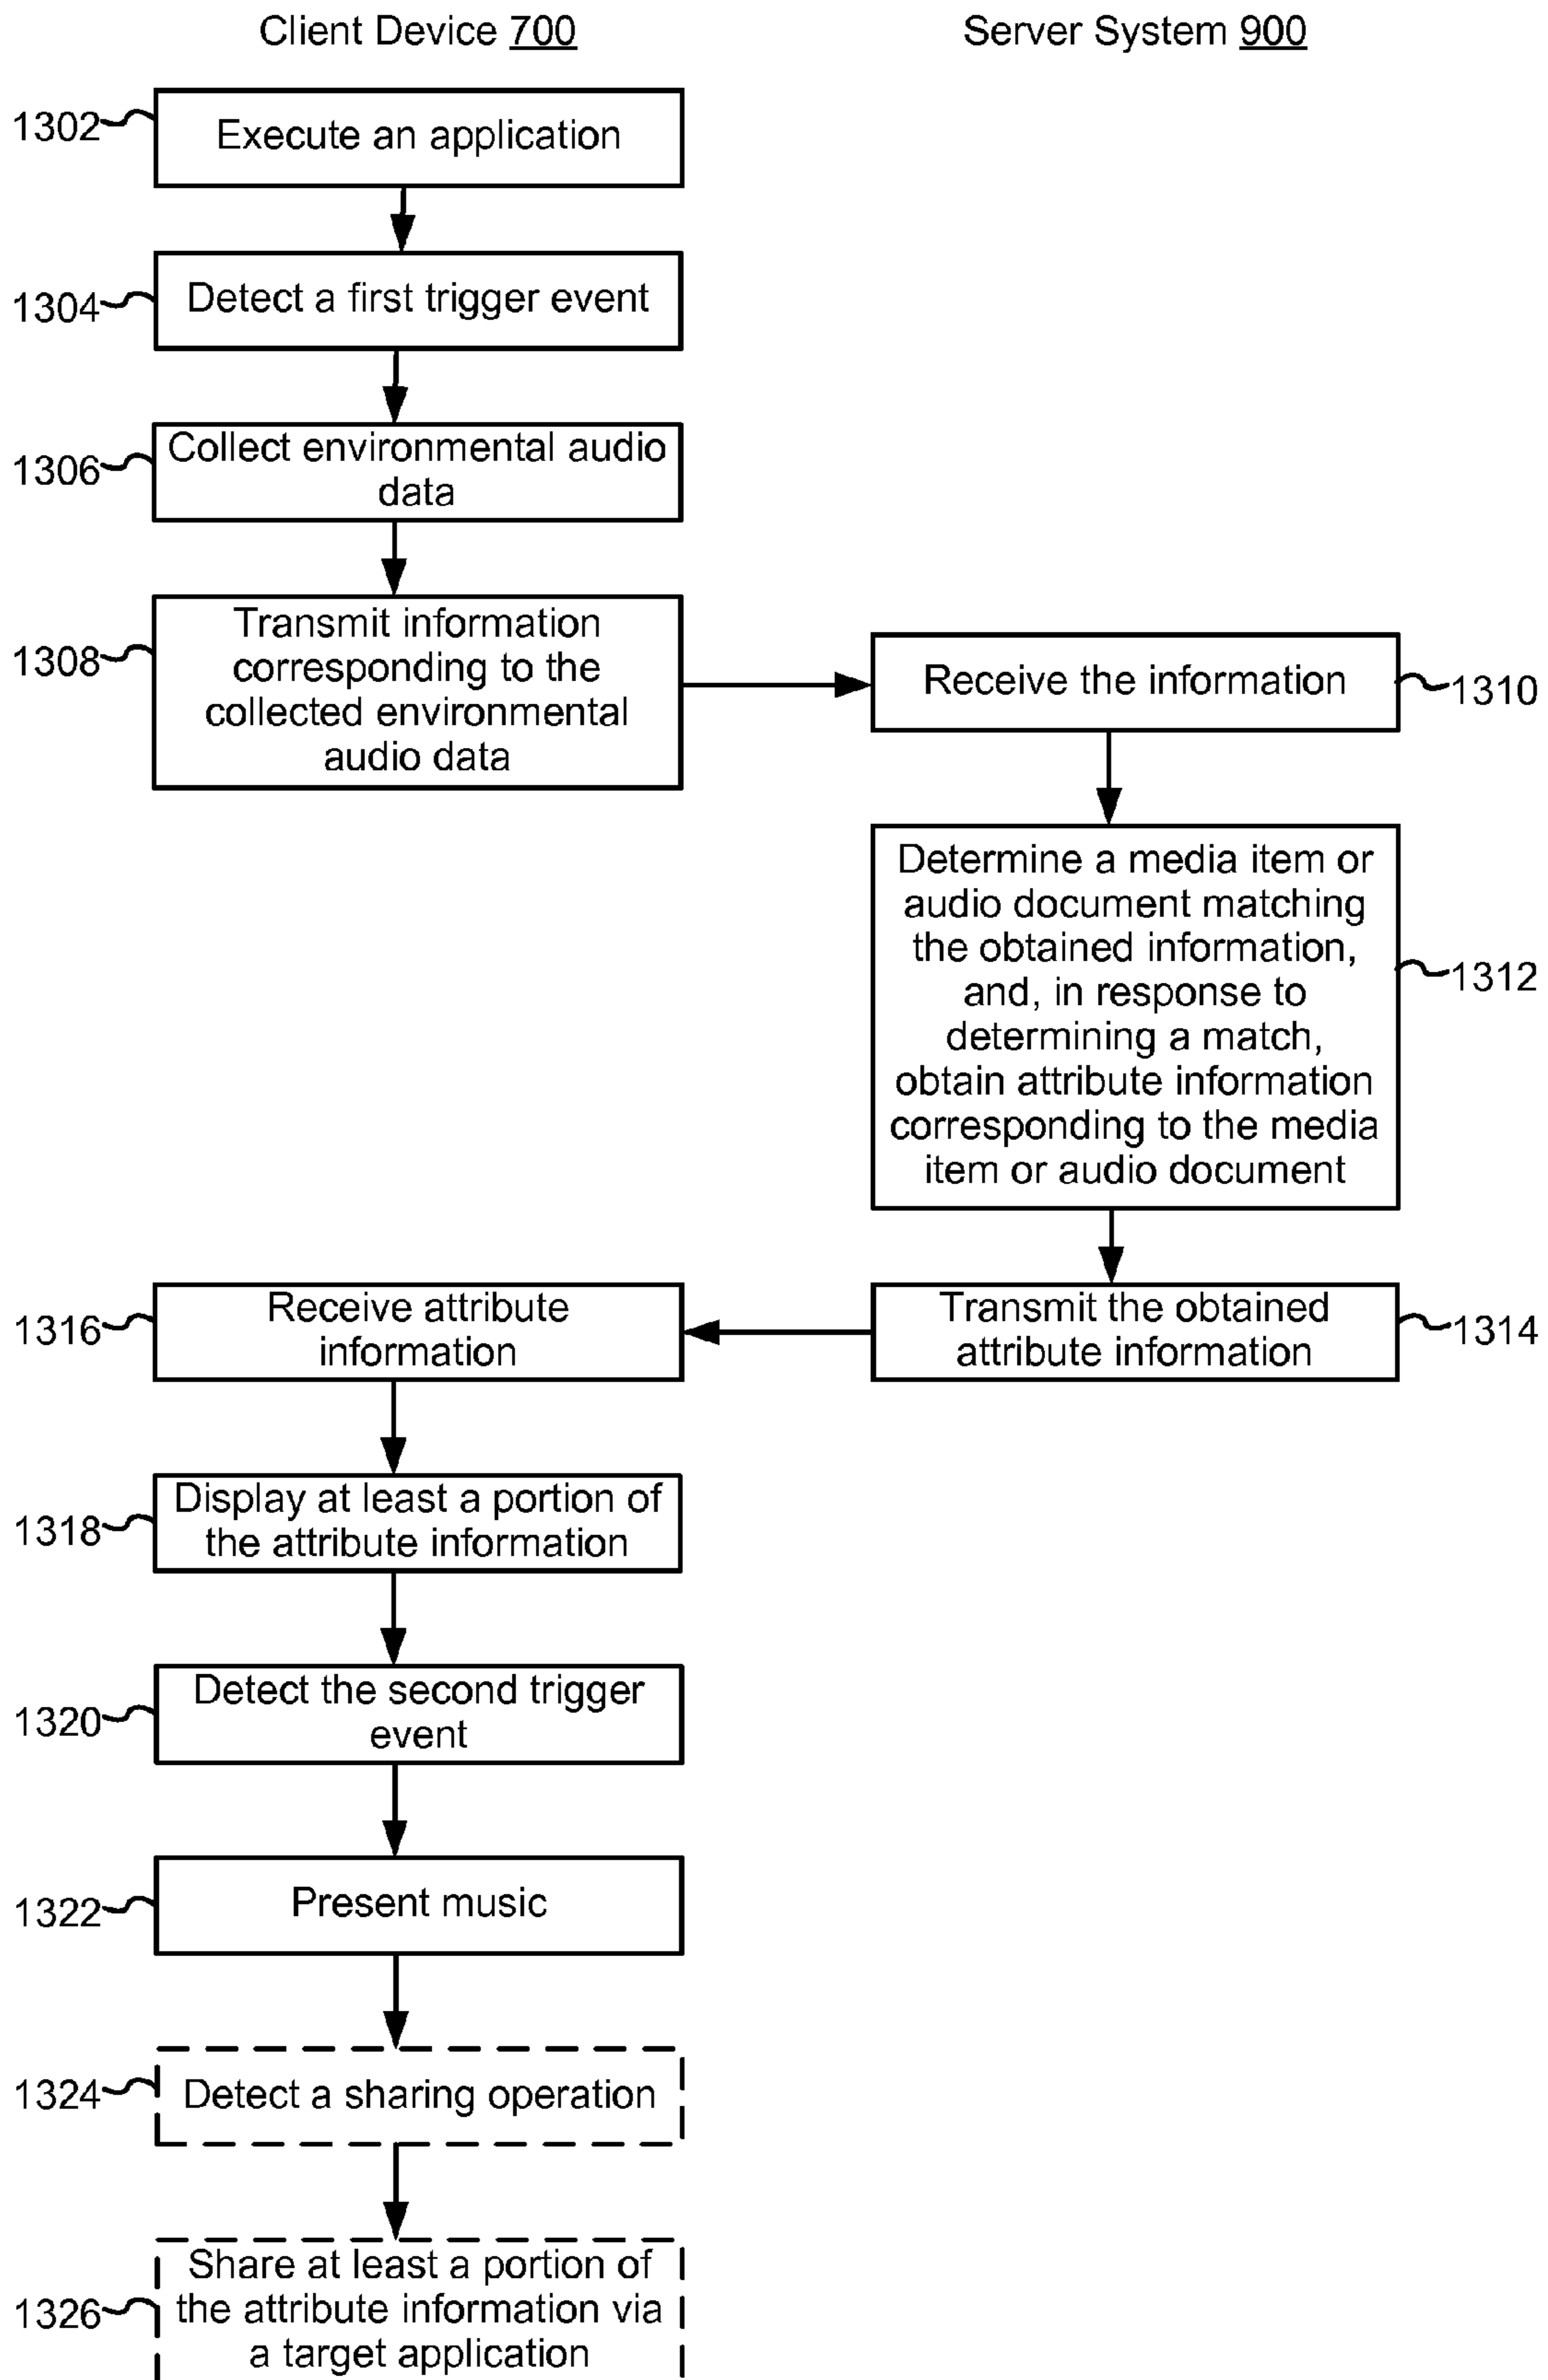 Client Device 700
Server System 900
1302
Execute an application
1304
Detect a first trigger event
1306
Collect environmental audio
data
1308
Transmit information
corresponding to the
collected environmental
audio data
Receive the information
1310
Determine a media item or
audio document matching
the obtained information,
and, in response to
determining a match,
obtain attribute information
corresponding to the media
item or audio document
1312
Transmit the obtained
attribute information
1314
1316
Receive attribute
information
1318
Display at least a portion of
the attribute information
1320
Detect the second trigger
event
1322
Present music
1324
Detect a sharing operation
1326
Share at least a portion of
the attribute information via
a target application